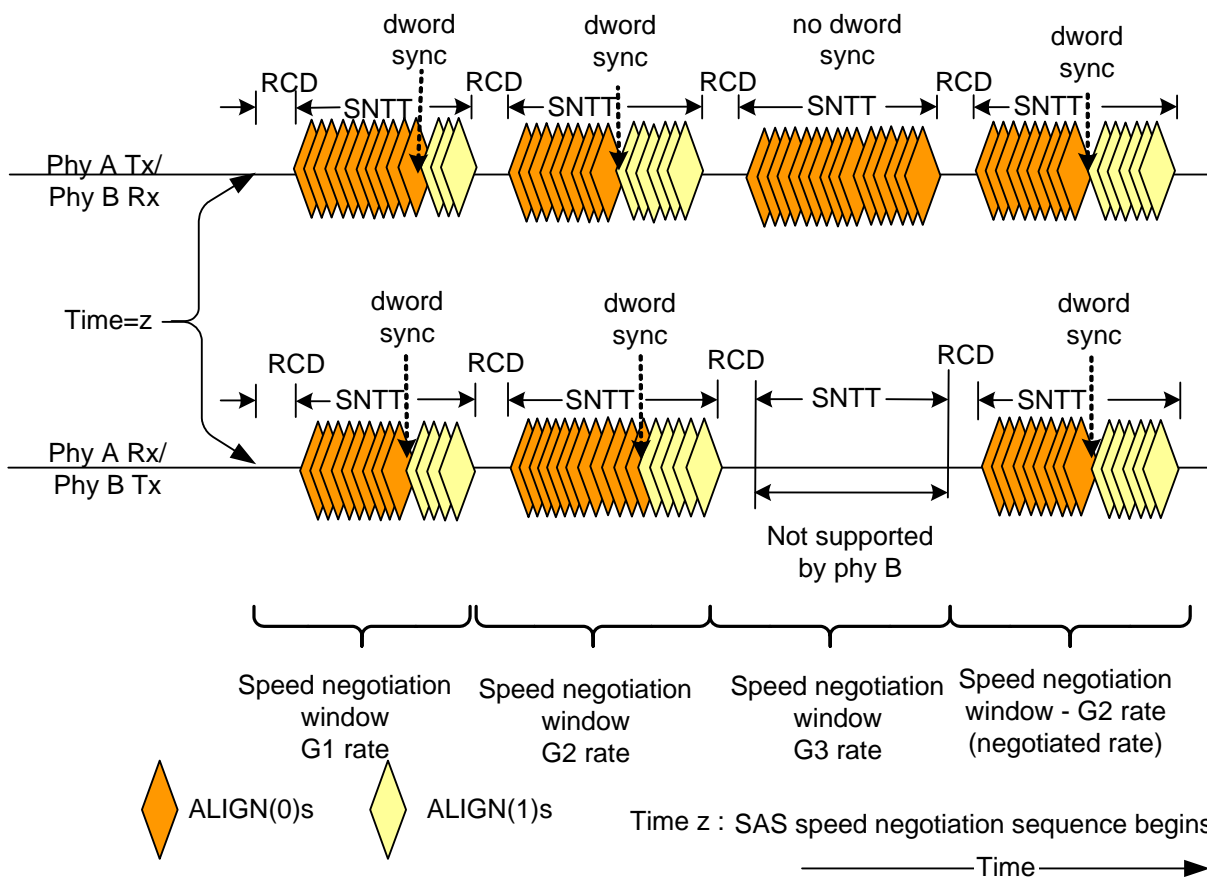 dword
sync
dword
sync
no dword
sync
dword
sync
RCD
RCD
RCD
RCD
SNTT
SNTT
SNTT
SNTT
Phy A Tx/
Phy B Rx
Time=z
dword
sync
dword
sync
dword
sync
RCD
RCD
RCD
RCD
SNTT
SNTT
SNTT
SNTT
Phy A Rx/
Phy B Tx
Not supported
by phy B
Speed negotiation
window
G1 rate
Speed negotiation
window
G2 rate
Speed negotiation
window
G3 rate
Speed negotiation
window - G2 rate
(negotiated rate)
ALIGN(0)s
ALIGN(1)s
Time z : SAS speed negotiation sequence begins
Time